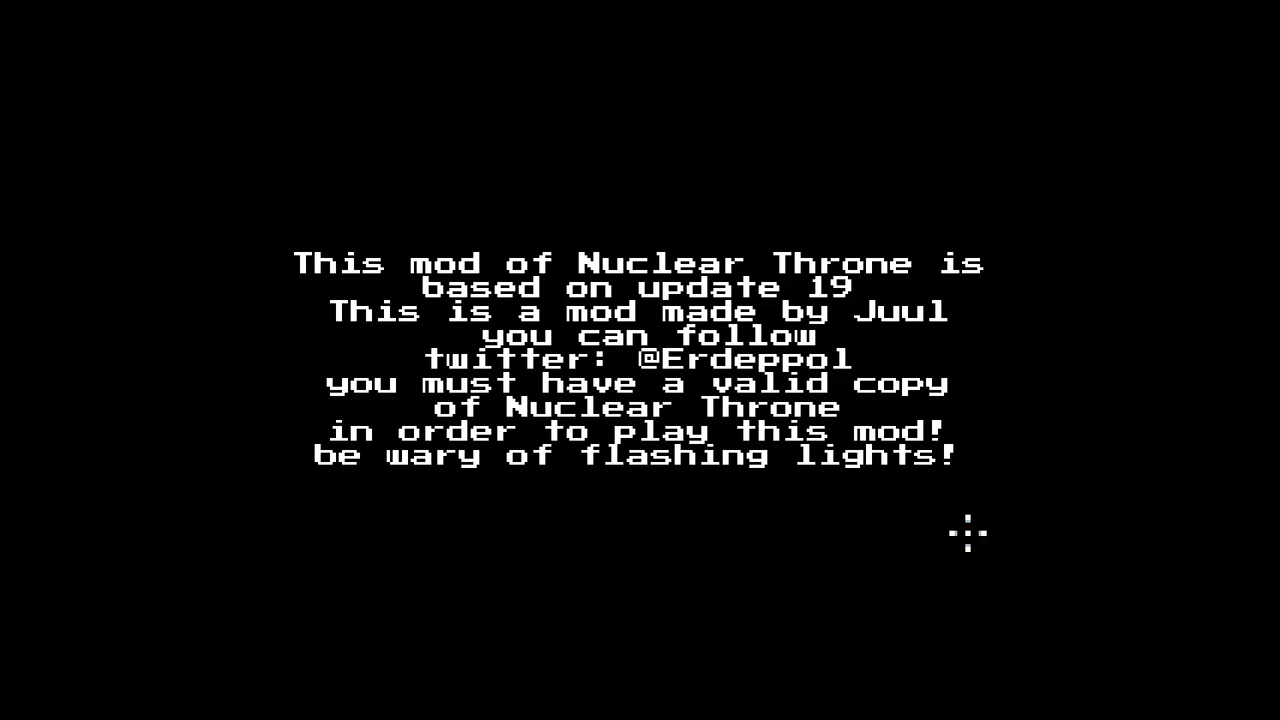 This mod of Nuclear Throne is
based on update 19
This is a mod made by Juul
you can follow
twitter: @Erdeppol
you must have a valid copy
of Nuclear Throne
in order to play this mod!
be wary of flashing lights!